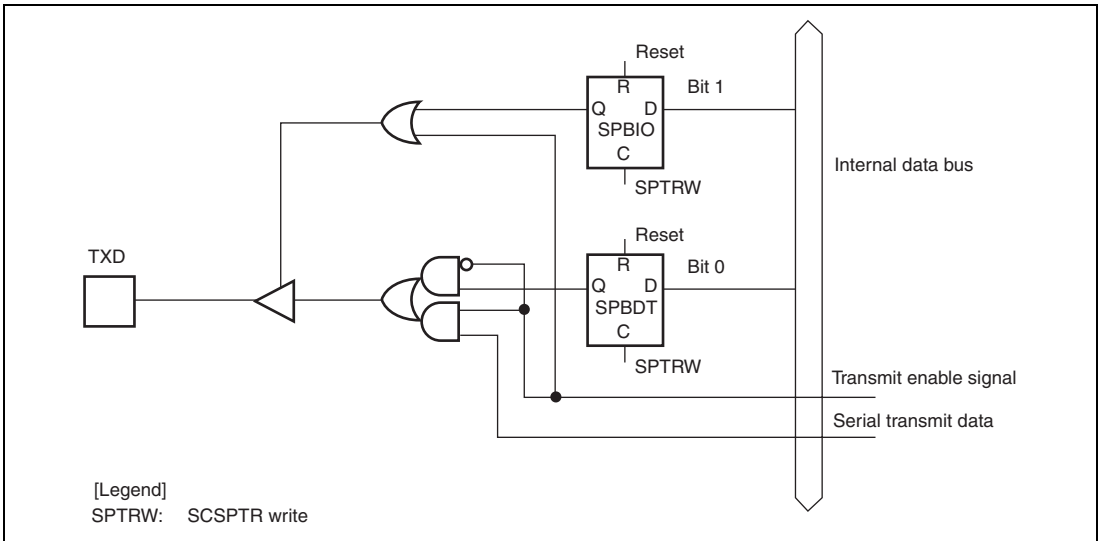 Reset
R
Bit 1
Q D
SPBIO
C
SPTRW
Internal data bus
Reset
R
Bit 0
Q D
SPBDT
C
SPTRW
TXD
Transmit enable signal
Serial transmit data
[Legend]
SPTRW: SCSPTR write